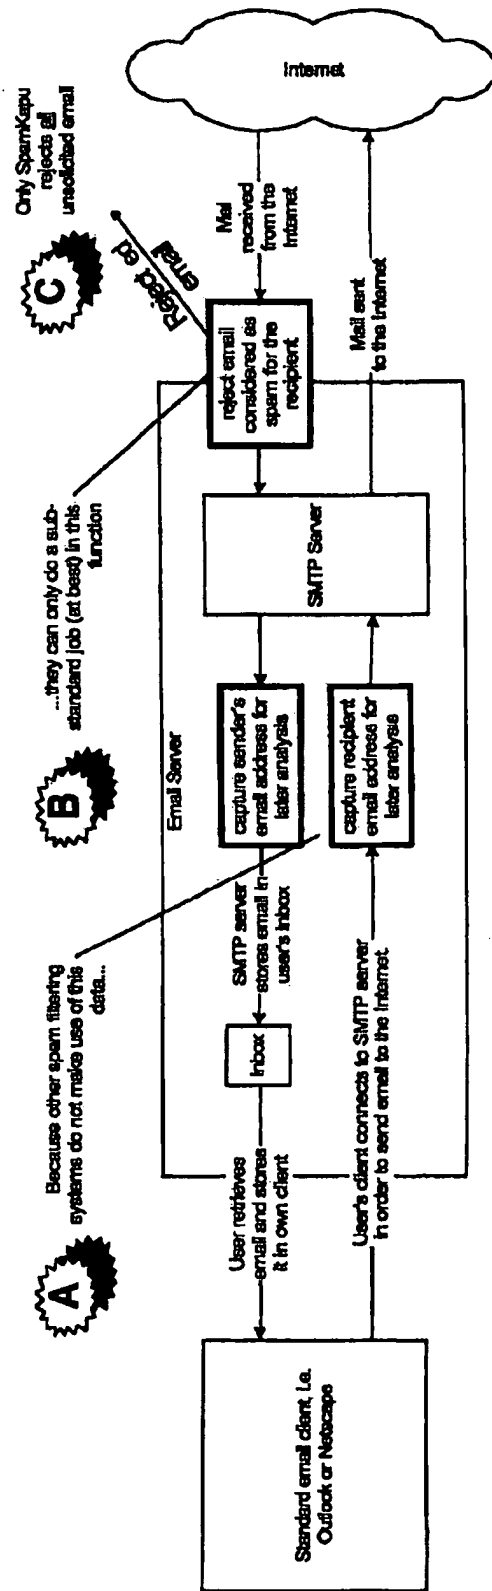 A
Because other spam filtering
systems do not make use of this
data...
B
...they can only do a sub-
standard job (at best) in this
function
C
Only SpamKapu
rejects all
unsolicited email
Reject ed
email
Email Server
Standard email client, i.e.
Outlook or Netscape
User retrieves
email and stores
it in own client
Inbox
SMTP server
stores email in
user's inbox
capture sender's
email address for
later analysis
SMTP Server
reject email
considered as
spam for the
recipient
Mail
received
from the
Internet
Internet
User's client connects to SMTP server
in order to send email to the Internet
capture recipient
email address for
later analysis
Mail sent
to the Internet